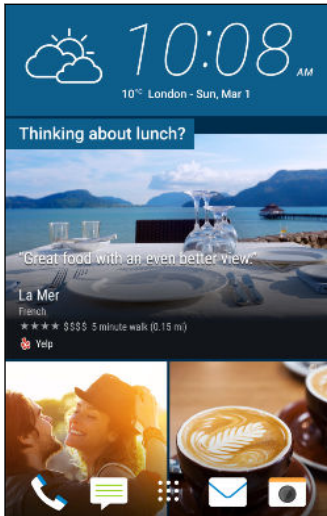 10:08 AM
10°C London - Sun, Mar 1
Thinking about lunch?
"Great food with an even better view."
La Mer
French
★★★★ $$$$ 5 minute walk (0.15 mi)
Yelp